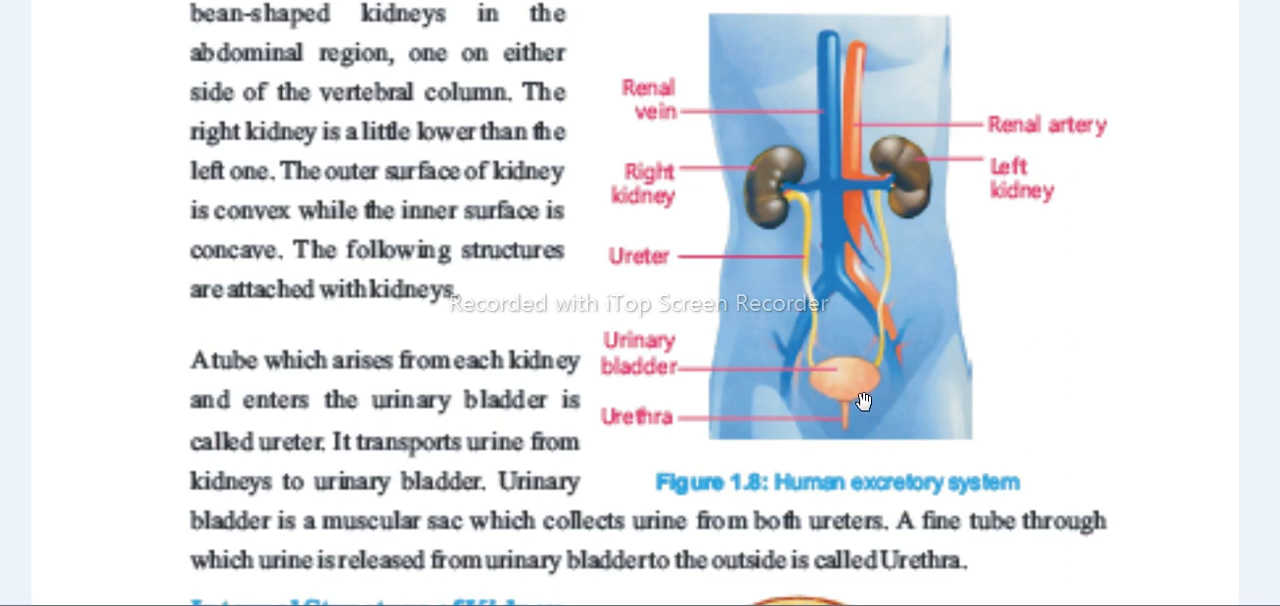 bean-shaped kidneys in the
abdominal region, one on either
side of the vertebral column. The
right kidney is a little lower than the
left one. The outer surface of kidney
is convex while the inner surface is
concave. The following structures
are attached with kidneys.
A tube which arises from each kidney
and enters the urinary bladder is
called ureter. It transports urine from
kidneys to urinary bladder. Urinary
bladder is a muscular sac which collects urine from both ureters. A fine tube through
which urine is released from urinary bladder to the outside is called Urethra.
Renal
vein
Renal artery
Right
kidney
Left
kidney
Ureter
Urinary
bladder
Urethra
Figure 1.8: Human excretory system
Recorded with iTop Screen Recorder
Internal Structure of Kidney